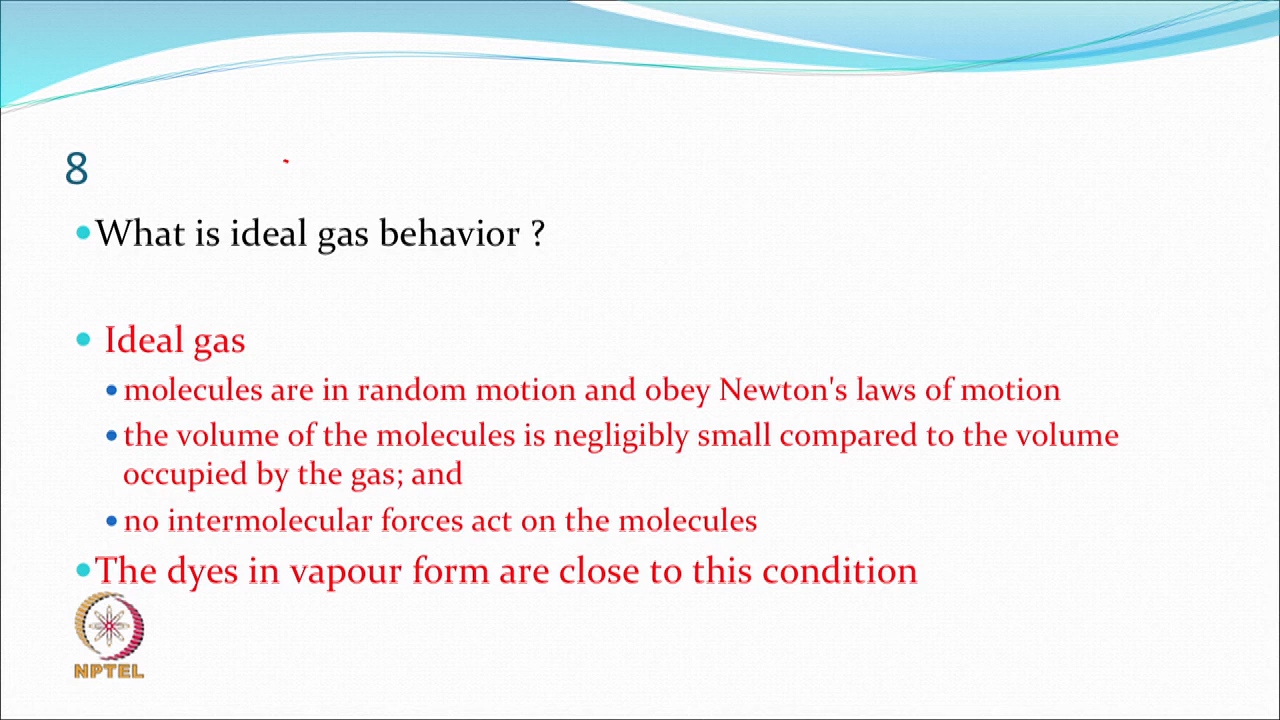 8
What is ideal gas behavior ?
Ideal gas
molecules are in random motion and obey Newton's laws of motion
the volume of the molecules is negligibly small compared to the volume
occupied by the gas; and
no intermolecular forces act on the molecules
The dyes in vapour form are close to this condition
NPTEL